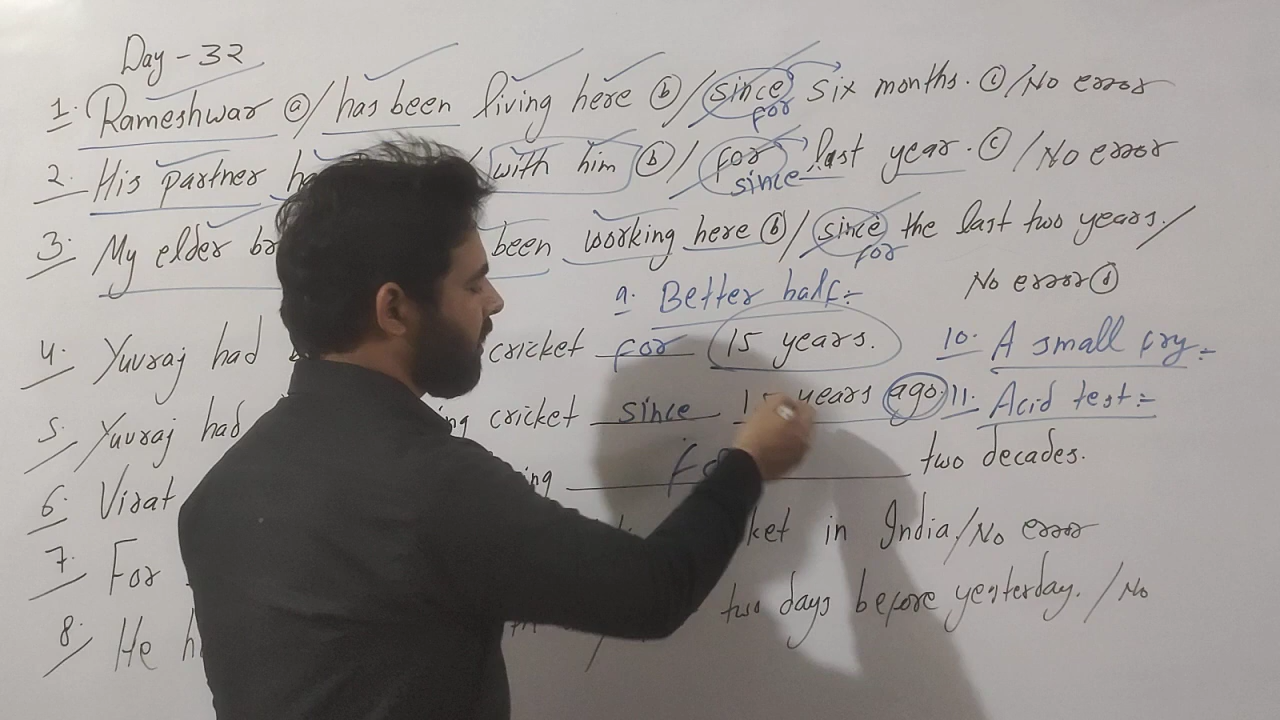 Day - 32
1. Rameshwar ⓐ/ has been living here ⓑ/ since six months. ⓒ/No error
for
2. His partner ha with him ⓑ/ for last year. ⓒ/No error
since
3. My elder br been working here ⓑ/ since the last two years./
for
No error ⓓ
9. Better half:-
4. Yuvraj had cricket for 15 years.
10. A small fry:-
5. Yuvraj had ng cricket since 15 years ago.
11. Acid test:-
6. Virat ng two decades.
7. For ket in India/No error
8. He h two days before yesterday. /No